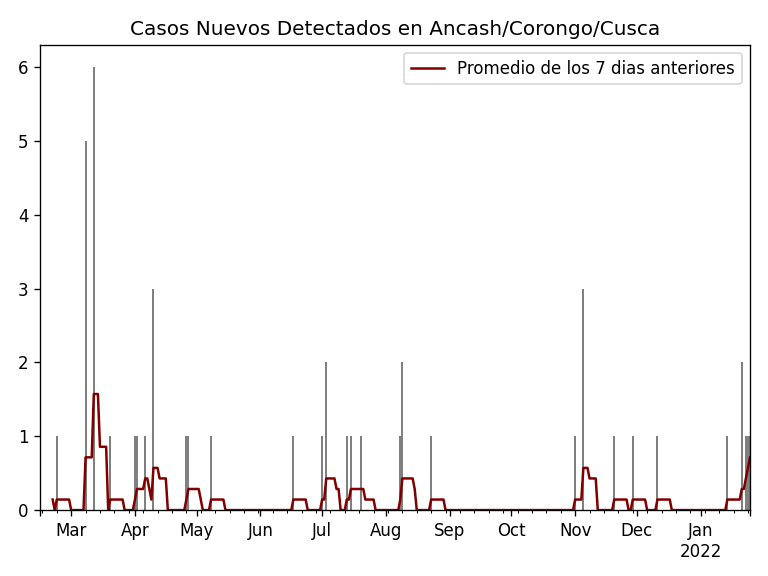 Casos Nuevos Detectados en Ancash/Corongo/Cusca
Promedio de los 7 dias anteriores
6
5
4
3
2
1
0
Mar Apr May Jun Jul Aug Sep Oct Nov Dec Jan
2022